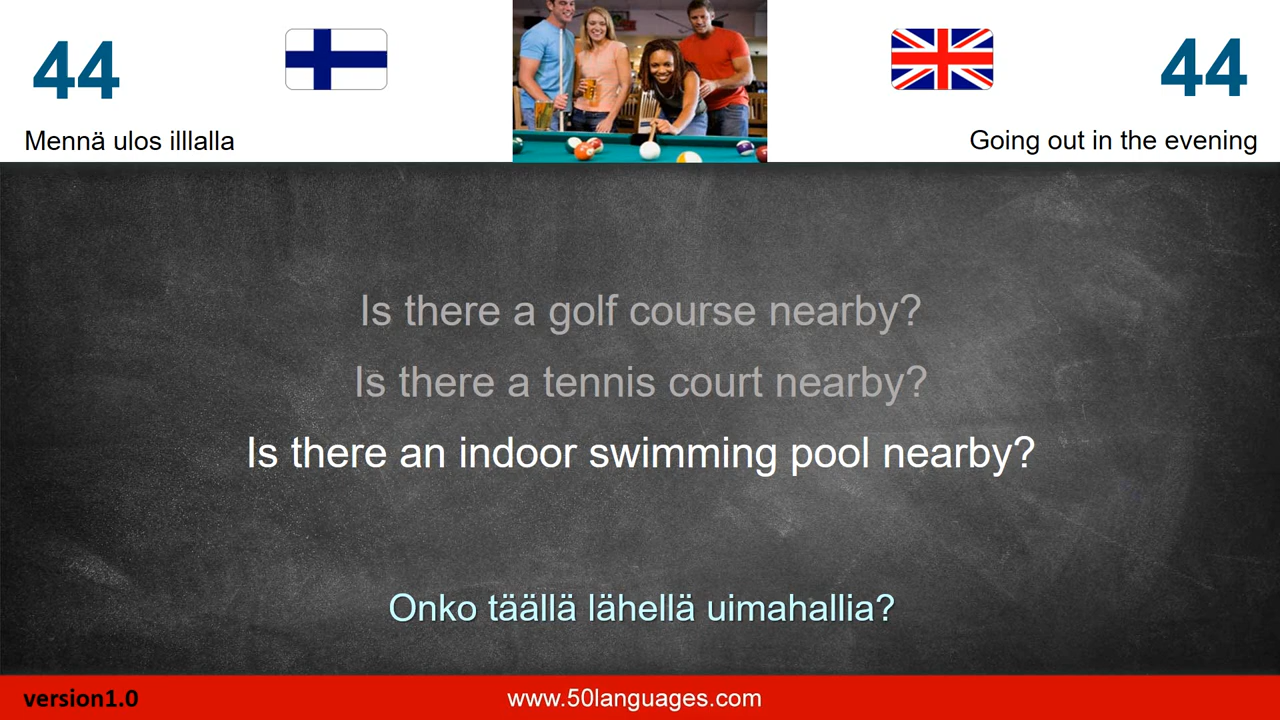 44
44
Mennä ulos illlalla
Going out in the evening
Is there a golf course nearby?
Is there a tennis court nearby?
Is there an indoor swimming pool nearby?
Onko täällä lähellä uimahallia?
version1.0
www.50languages.com